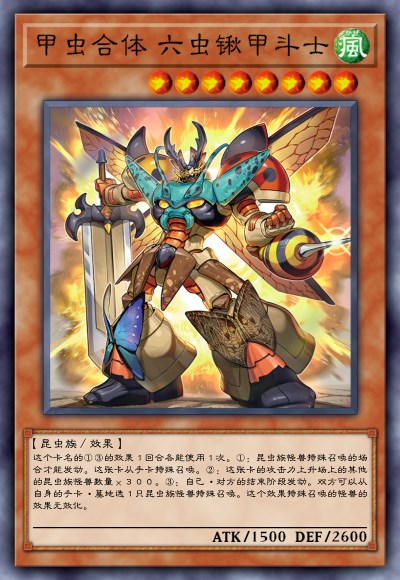 甲虫合体 六虫锹甲斗士
風
【昆虫族／效果】
这个卡名的①③的效果1回合各能使用1次。①：昆虫族怪兽特殊召唤的场
合才能发动。这张卡从手卡特殊召唤。②：这张卡的攻击力上升场上的其他
的昆虫族怪兽数量×300。③：自己·对方的结束阶段发动。双方可以从
自身的手卡·墓地选1只昆虫族怪兽特殊召唤。这个效果特殊召唤的怪兽的
效果无效化。
ATK/1500 DEF/2600